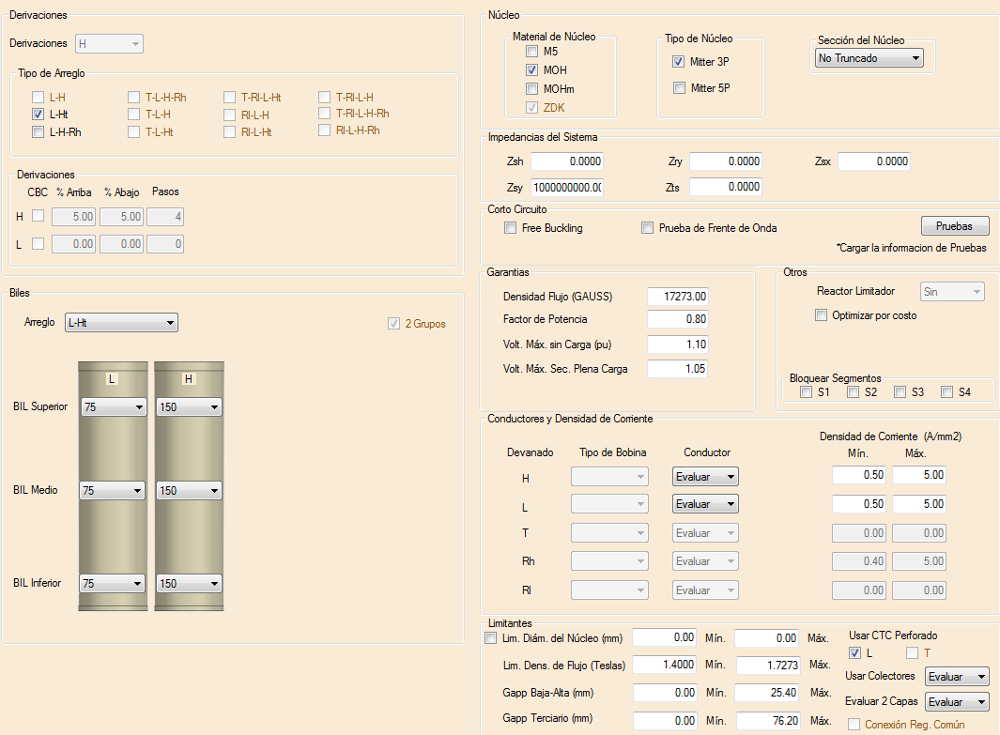 Derivaciones
Derivaciones H
Tipo de Arreglo
L-H T-L-H-Rh T-Rl-L-Ht T-Rl-L-H
L-Ht T-L-H Rl-L-H T-Rl-L-H-Rh
L-H-Rh T-L-Ht Rl-L-Ht Rl-L-H-Rh
Derivaciones
CBC % Arriba % Abajo Pasos
H 5.00 5.00 4
L 0.00 0.00 0
Biles
Arreglo L-Ht 2 Grupos
L H
BIL Superior 75 150
BIL Medio 75 150
BIL Inferior 75 150
Núcleo
Material de Núcleo
M5
MOH
MOHm
ZDK
Tipo de Núcleo
Mitter 3P
Mitter 5P
Sección del Núcleo
No Truncado
Impedancias del Sistema
Zsh 0.0000 Zry 0.0000 Zsx 0.0000
Zsy 1000000000.00 Zts 0.0000
Corto Circuito
Free Buckling Prueba de Frente de Onda Pruebas
*Cargar la informacion de Pruebas
Garantias
Densidad Flujo (GAUSS) 17273.00
Factor de Potencia 0.80
Volt. Máx. sin Carga (pu) 1.10
Volt. Máx. Sec. Plena Carga 1.05
Otros
Reactor Limitador Sin
Optimizar por costo
Bloquear Segmentos
S1 S2 S3 S4
Conductores y Densidad de Corriente
Densidad de Corriente (A/mm2)
Devanado Tipo de Bobina Conductor Mín. Máx.
H Evaluar 0.50 5.00
L Evaluar 0.50 5.00
T Evaluar 0.00 0.00
Rh Evaluar 0.40 5.00
Rl Evaluar 0.00 0.00
Limitantes
Lim. Diám. del Núcleo (mm) 0.00 Mín. 0.00 Máx.
Lim. Dens. de Flujo (Teslas) 1.4000 Mín. 1.7273 Máx.
Gapp Baja-Alta (mm) 0.00 Mín. 25.40 Máx.
Gapp Terciario (mm) 0.00 Mín. 76.20 Máx.
Usar CTC Perforado
L T
Usar Colectores Evaluar
Evaluar 2 Capas Evaluar
Conexión Reg. Común